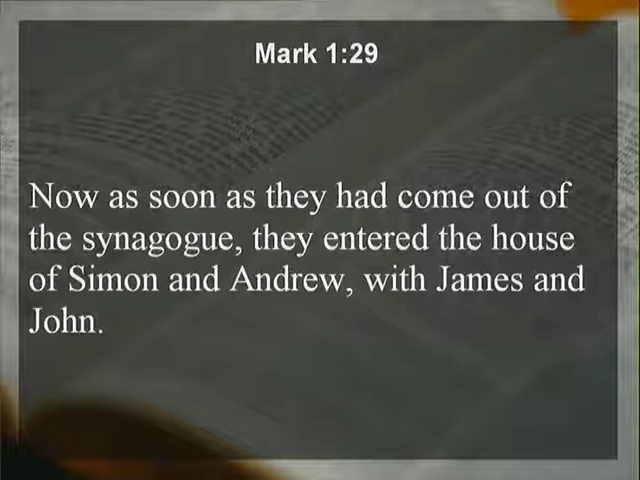 Mark 1:29
Now as soon as they had come out of
the synagogue, they entered the house
of Simon and Andrew, with James and
John.